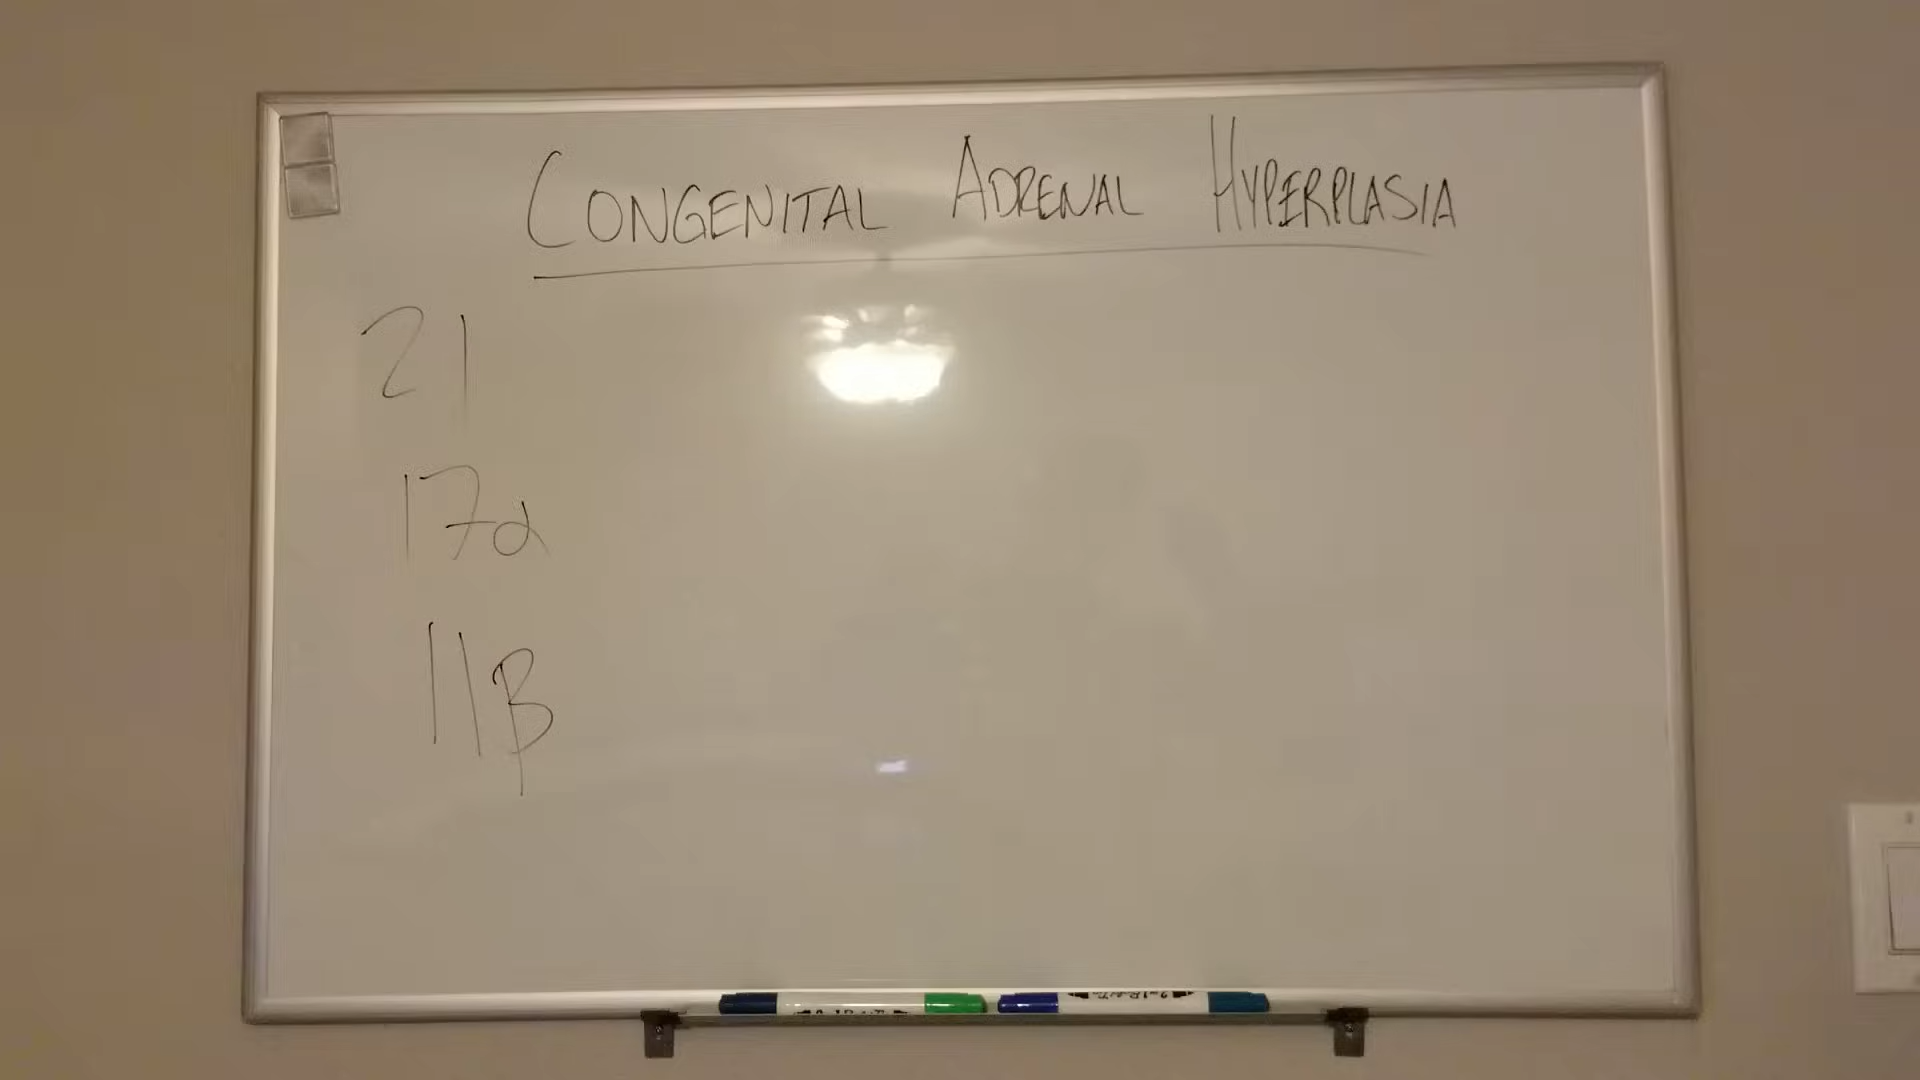 CONGENITAL ADRENAL HYPERPLASIA
21
17α
11β